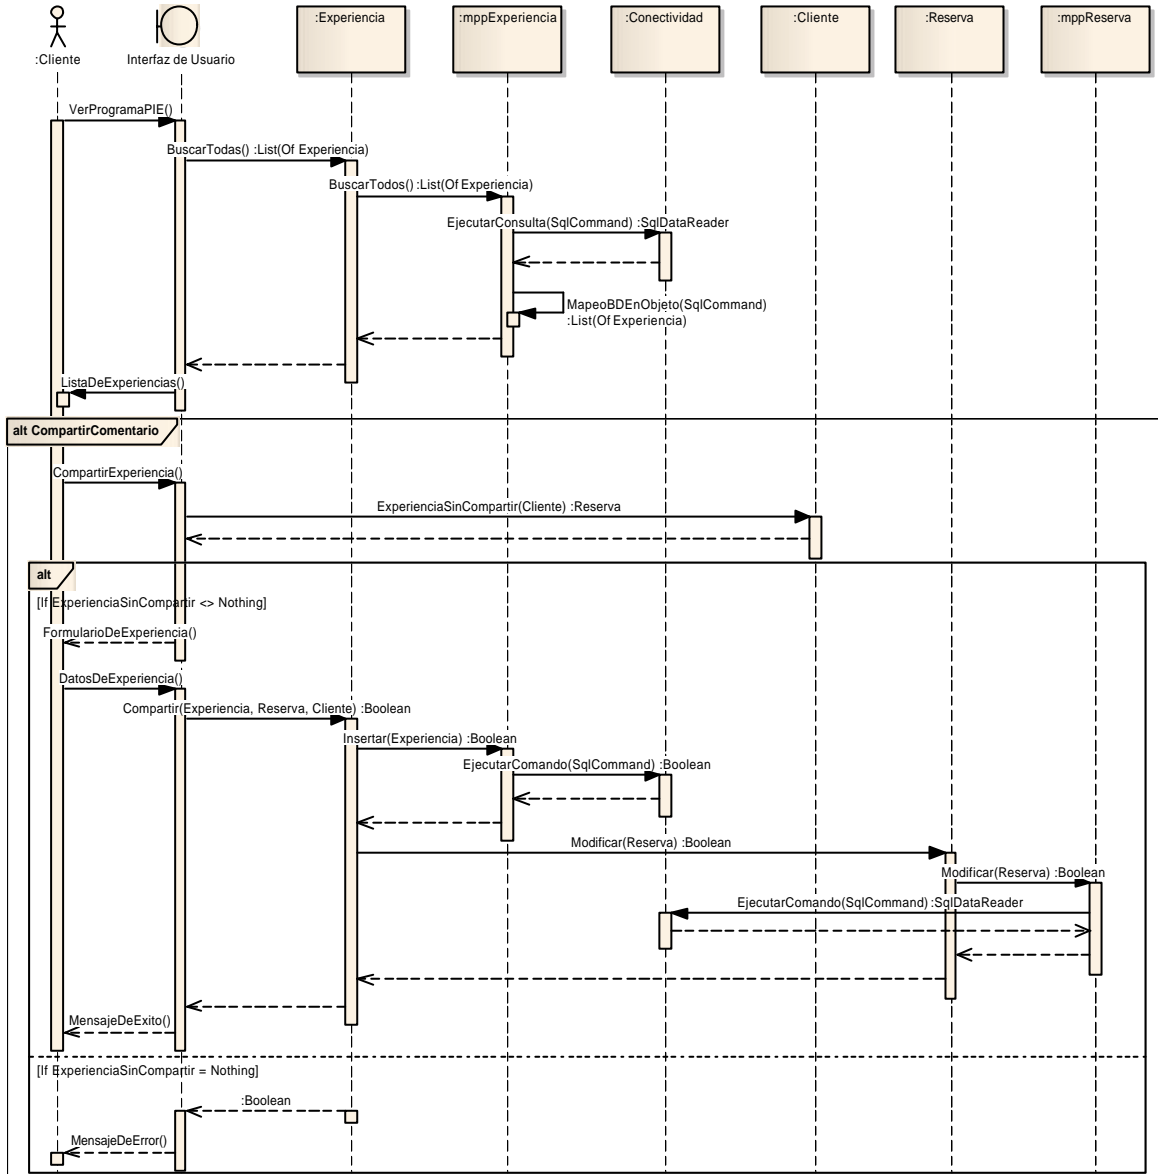 :Cliente
Interfaz de Usuario
:Experiencia
:mppExperiencia
:Conectividad
:Cliente
:Reserva
:mppReserva
VerProgramaPIE()
BuscarTodas() :List(Of Experiencia)
BuscarTodos() :List(Of Experiencia)
EjecutarConsulta(SqlCommand) :SqlDataReader
MapeoBDEnObjeto(SqlCommand)
:List(Of Experiencia)
ListaDeExperiencias()
alt CompartirComentario
CompartirExperiencia()
ExperienciaSinCompartir(Cliente) :Reserva
alt
[If ExperienciaSinCompartir <> Nothing]
FormularioDeExperiencia()
DatosDeExperiencia()
Compartir(Experiencia, Reserva, Cliente) :Boolean
Insertar(Experiencia) :Boolean
EjecutarComando(SqlCommand) :Boolean
Modificar(Reserva) :Boolean
Modificar(Reserva) :Boolean
EjecutarComando(SqlCommand) :SqlDataReader
MensajeDeExito()
[If ExperienciaSinCompartir = Nothing]
:Boolean
MensajeDeError()